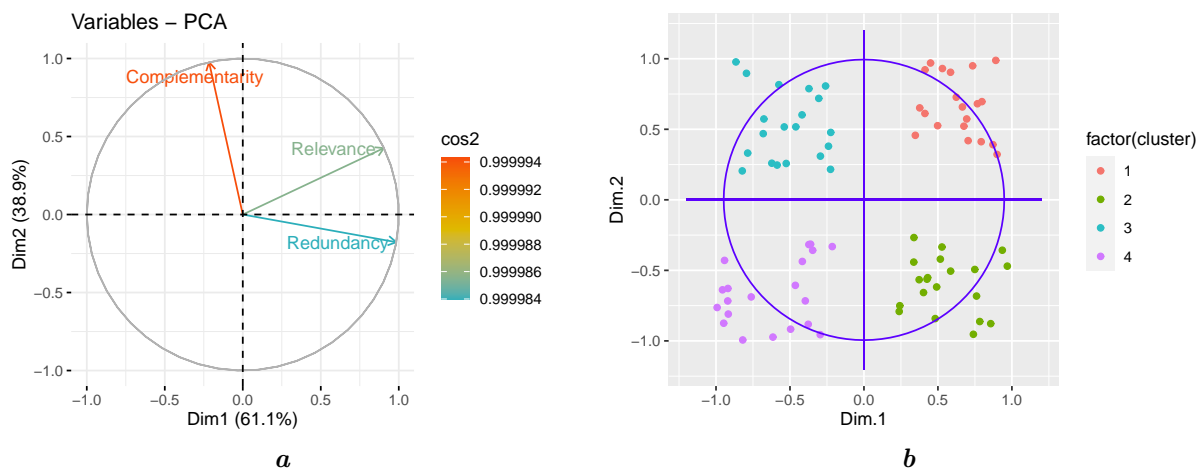 Variables − PCA
Complementality
Relevance
Redundancy
1.0
0.5
0.0
−0.5
−1.0
Dim2 (38.9%)
−1.0
−0.5
0.0
0.5
1.0
Dim1 (61.1%)
cos2
0.999994
0.999992
0.999990
0.999988
0.999986
0.999984
a
1.0
0.5
0.0
−0.5
−1.0
Dim.2
−1.0
−0.5
0.0
0.5
1.0
Dim.1
factor(cluster)
1
2
3
4
b